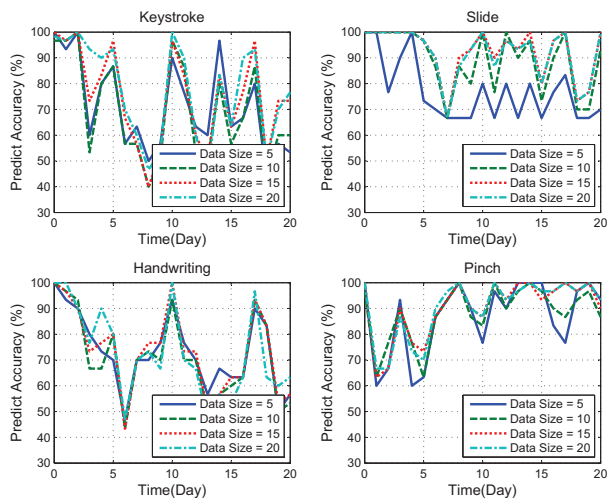 Keystroke
100
90
80
70
60
50
40
30
Predict Accuracy (%)
Data Size = 5
Data Size = 10
Data Size = 15
Data Size = 20
0 5 10 15 20
Time(Day)
Slide
100
90
80
70
60
50
40
30
Predict Accuracy (%)
Data Size = 5
Data Size = 10
Data Size = 15
Data Size = 20
0 5 10 15 20
Time(Day)
Handwriting
100
90
80
70
60
50
40
30
Predict Accuracy (%)
Data Size = 5
Data Size = 10
Data Size = 15
Data Size = 20
0 5 10 15 20
Time(Day)
Pinch
100
90
80
70
60
50
40
30
Predict Accuracy (%)
Data Size = 5
Data Size = 10
Data Size = 15
Data Size = 20
0 5 10 15 20
Time(Day)